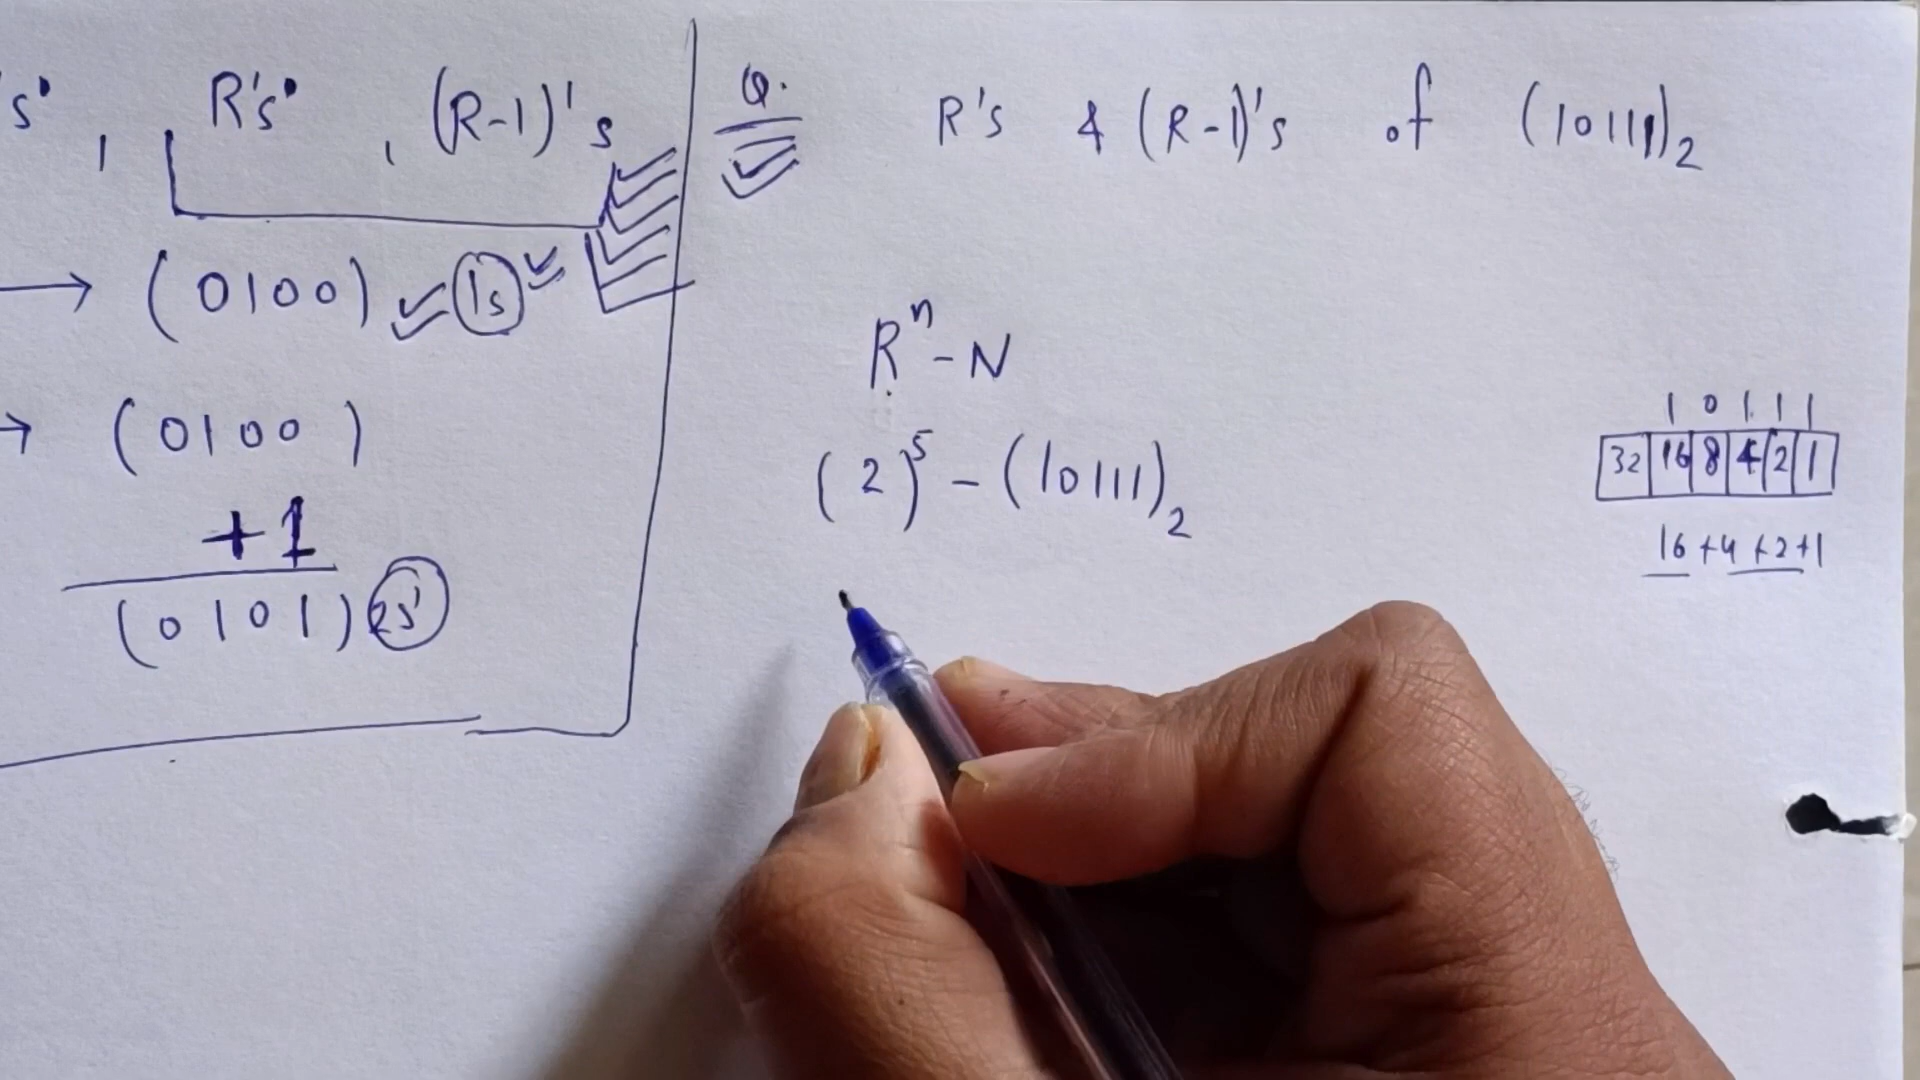 's , R's , (R-1)'s
→ (0100) 1s
→ (0100)
+1
(0101) 2s'
Q. R's & (R-1)'s of (10111)2
R^n - N
(2)^5 - (10111)2
1 0 1 1 1
32 16 8 4 2 1
16+4+2+1